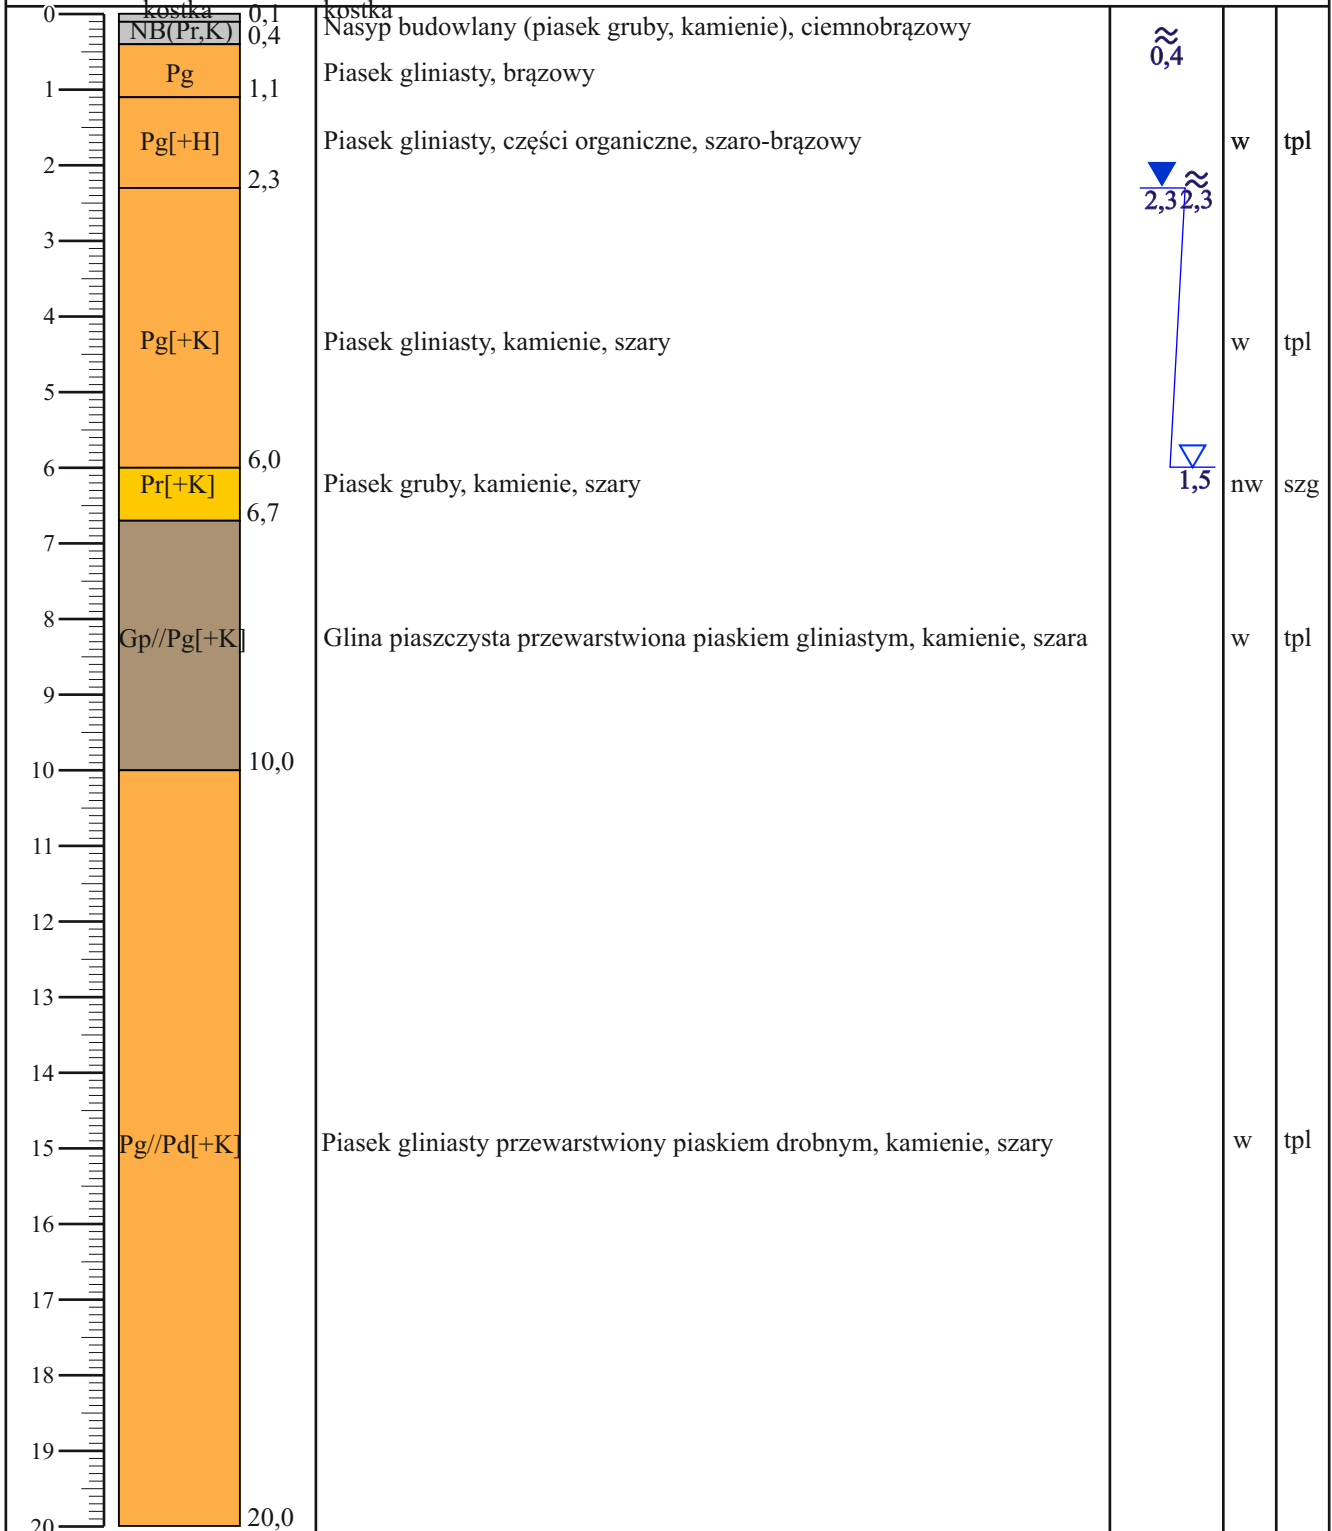 0
kostka
0,1
kostka
NB(Pr,K)
0,4
Nasyp budowlany (piasek gruby, kamienie), ciemnobrązowy
≈
0,4
Pg
Piasek gliniasty, brązowy
1
1,1
Pg[+H]
Piasek gliniasty, części organiczne, szaro-brązowy
w
tpl
2
2,3
≈
2,3
2,3
3
4
Pg[+K]
Piasek gliniasty, kamienie, szary
w
tpl
5
6,0
6
Pr[+K]
Piasek gruby, kamienie, szary
1,5
nw
szg
6,7
7
8
Gp//Pg[+K]
Glina piaszczysta przewarstwiona piaskiem gliniastym, kamienie, szara
w
tpl
9
10,0
10
11
12
13
14
15
Pg//Pd[+K]
Piasek gliniasty przewarstwiony piaskiem drobnym, kamienie, szary
w
tpl
16
17
18
19
20,0
20